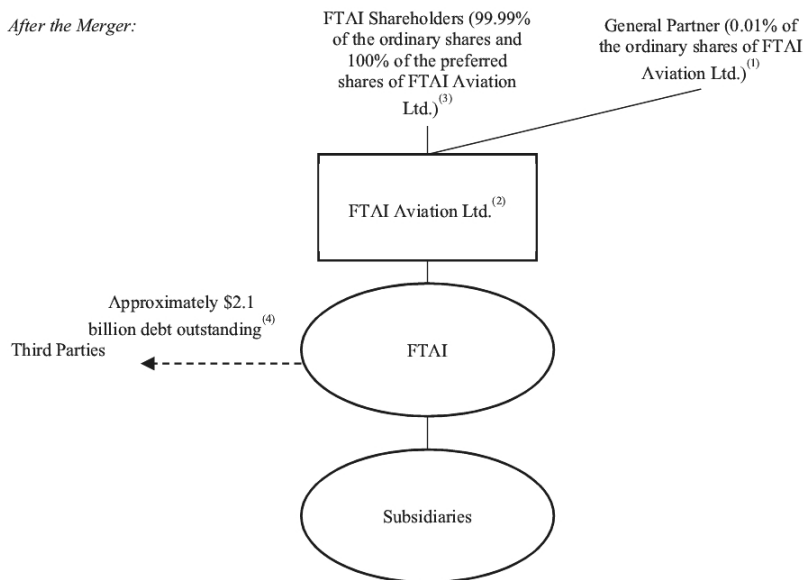 After the Merger:
FTAI Shareholders (99.99%
of the ordinary shares and
100% of the preferred
shares of FTAI Aviation
Ltd.)(3)
General Partner (0.01% of
the ordinary shares of FTAI
Aviation Ltd.)(1)
FTAI Aviation Ltd.(2)
Approximately $2.1
billion debt outstanding(4)
Third Parties
FTAI
Subsidiaries